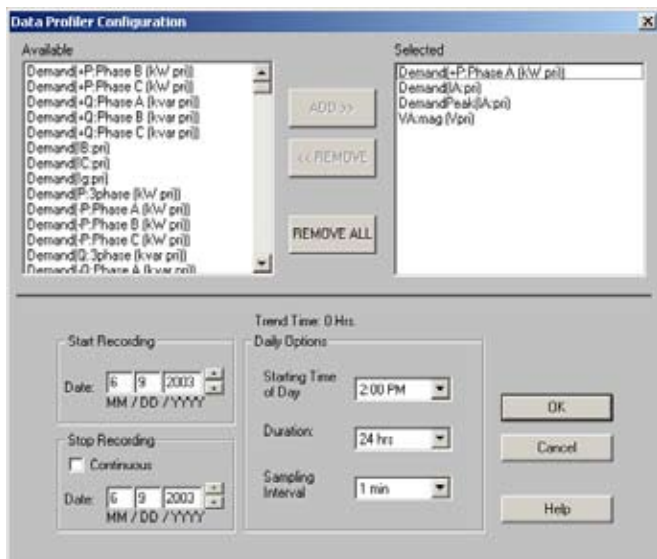 Data Profiler Configuration
Available
Demand(+P:Phase B (kW pri))
Demand(+P:Phase C (kW pri))
Demand(+Q:Phase A (kvar pri))
Demand(+Q:Phase B (kvar pri))
Demand(+Q:Phase C (kvar pri))
Demand(IB:pri)
Demand(IC:pri)
Demand(Ig:pri)
Demand(P:3phase (kW pri))
Demand(-P:Phase A (kW pri))
Demand(-P:Phase B (kW pri))
Demand(-P:Phase C (kW pri))
Demand(Q:3phase (kvar pri))
Demand(-Q:Phase A (kvar pri))
ADD >>
<< REMOVE
REMOVE ALL
Selected
Demand(+P:Phase A (kW pri))
Demand(IA:pri)
DemandPeak(IA:pri)
VA:mag (Vpri)
Trend Time: 0 Hrs
Start Recording
Date: 6 9 2003
MM / DD / YYYY
Stop Recording
Continuous
Date: 6 9 2003
MM / DD / YYYY
Daily Options
Starting Time of Day 2:00 PM
Duration: 24 hrs
Sampling Interval 1 min
OK
Cancel
Help